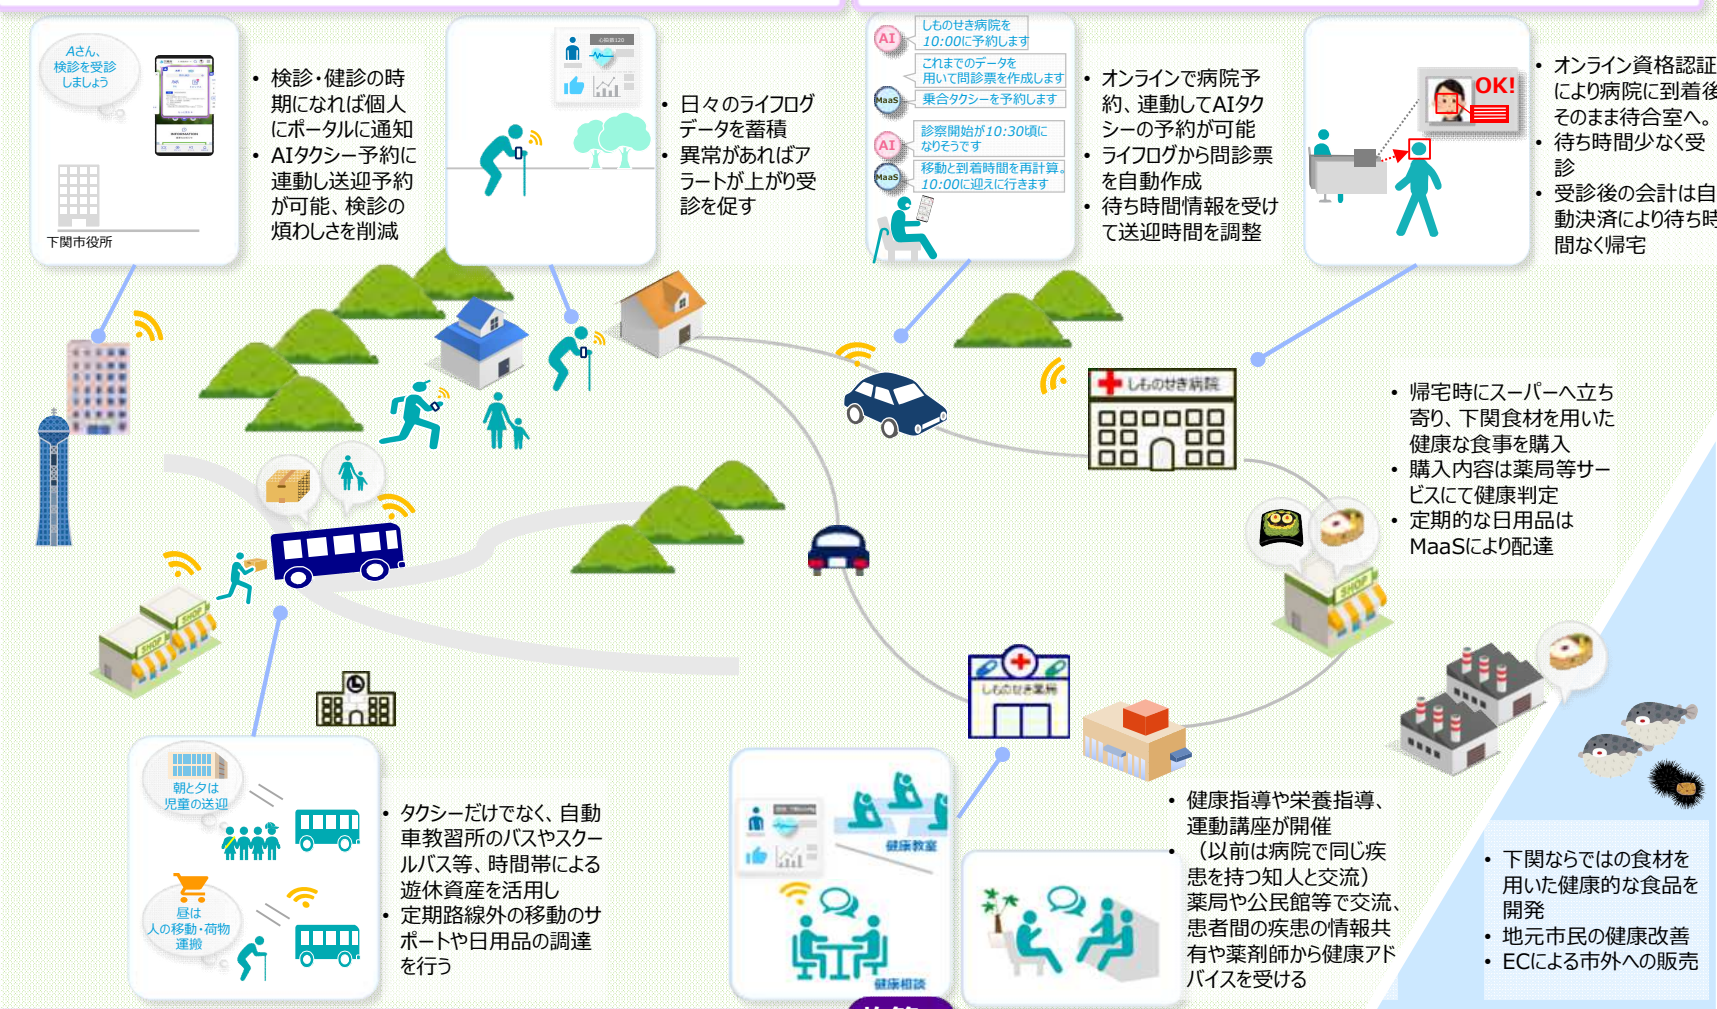 Aさん、
検診を受診
しましょう
下関市役所
• 検診・健診の時
期になれば個人
にポータルに通知
• AIタクシー予約に
連動し送迎予約
が可能、検診の
煩わしさを削減
• 日々のライフログ
データを蓄積
• 異常があればア
ラートが上がり受
診を促す
AI
しものせき病院を
10:00に予約します
これまでのデータを
用いて問診票を作成します
MaaS
乗合タクシーを予約します
AI
診察開始が10:30頃に
なりそうです
MaaS
移動と到着時間を再計算。
10:00に迎えに行きます
• オンラインで病院予
約、連動してAIタク
シーの予約が可能
• ライフログから問診票
を自動作成
• 待ち時間情報を受け
て送迎時間を調整
OK!
• オンライン資格認証
により病院に到着後
そのまま待合室へ。
• 待ち時間少なく受
診
• 受診後の会計は自
動決済により待ち時
間なく帰宅
しものせき病院
• 帰宅時にスーパーへ立ち
寄り、下関食材を用いた
健康な食事を購入
• 購入内容は薬局等サー
ビスにて健康判定
• 定期的な日用品は
MaaSにより配達
SHOP
SHOP
SHOP
しものせき薬局
朝と夕は
児童の送迎
昼は
人の移動・荷物
運搬
• タクシーだけでなく、自動
車教習所のバスやスクー
ルバス等、時間帯による
遊休資産を活用し
• 定期路線外の移動のサ
ポートや日用品の調達
を行う
健康教室
健康相談
• 健康指導や栄養指導、
運動講座が開催
• （以前は病院で同じ疾
患を持つ知人と交流）
薬局や公民館等で交流、
患者間の疾患の情報共
有や薬剤師から健康アド
バイスを受ける
• 下関ならではの食材を
用いた健康的な食品を
開発
• 地元市民の健康改善
• ECによる市外への販売